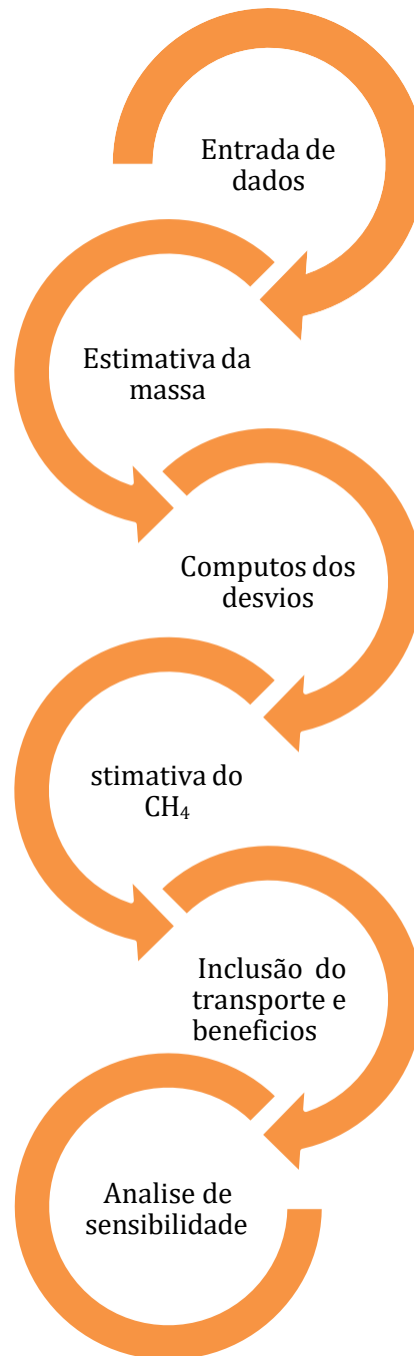 Entrada de
dados
Estimativa da
massa
Computos dos
desvios
stimativa do
CH₄
Inclusão do
transporte e
beneficios
Analise de
sensibilidade